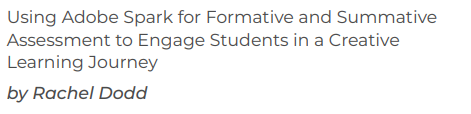 Using Adobe Spark for Formative and Summative
Assessment to Engage Students in a Creative
Learning Journey
by Rachel Dodd